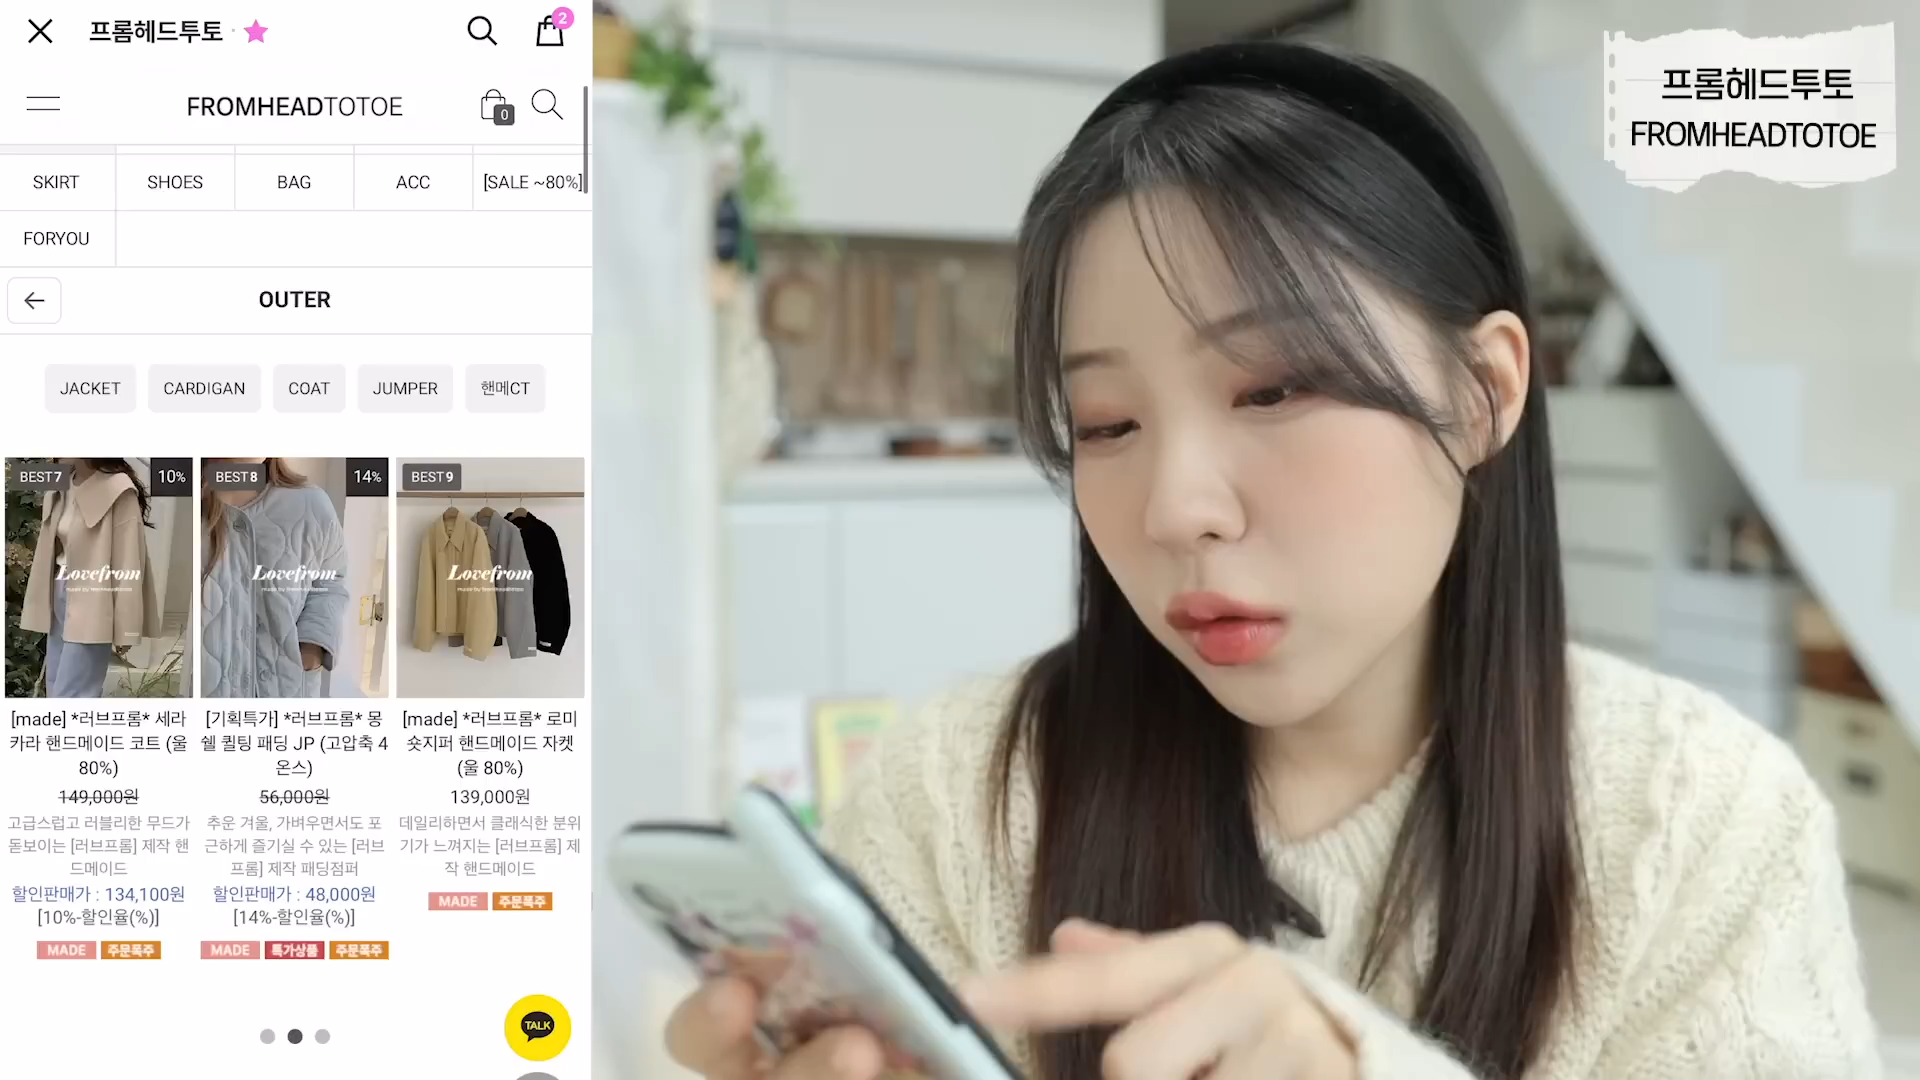 프롬헤드투토
2
FROMHEADTOTOE
0
SKIRT
SHOES
BAG
ACC
[SALE ~80%]
FORYOU
OUTER
JACKET
CARDIGAN
COAT
JUMPER
핸메CT
BEST7
10%
Lovefrom
[made] *러브프롬* 세라
카라 핸드메이드 코트 (울
80%)
149,000원
고급스럽고 러블리한 무드가
돋보이는 [러브프롬] 제작 핸
드메이드
할인판매가 : 134,100원
[10%-할인율(%)]
MADE 주문폭주
BEST8
14%
Lovefrom
[기획특가] *러브프롬* 몽
쉘 퀼팅 패딩 JP (고압축 4
온스)
56,000원
추운 겨울, 가벼우면서도 포
근하게 즐기실 수 있는 [러브
프롬] 제작 패딩점퍼
할인판매가 : 48,000원
[14%-할인율(%)]
MADE 특가상품 주문폭주
BEST9
Lovefrom
[made] *러브프롬* 로미
숏지퍼 핸드메이드 자켓
(울 80%)
139,000원
데일리하면서 클래식한 분위
기가 느껴지는 [러브프롬] 제
작 핸드메이드
MADE 주문폭주
TALK
프롬헤드투토
FROMHEADTOTOE